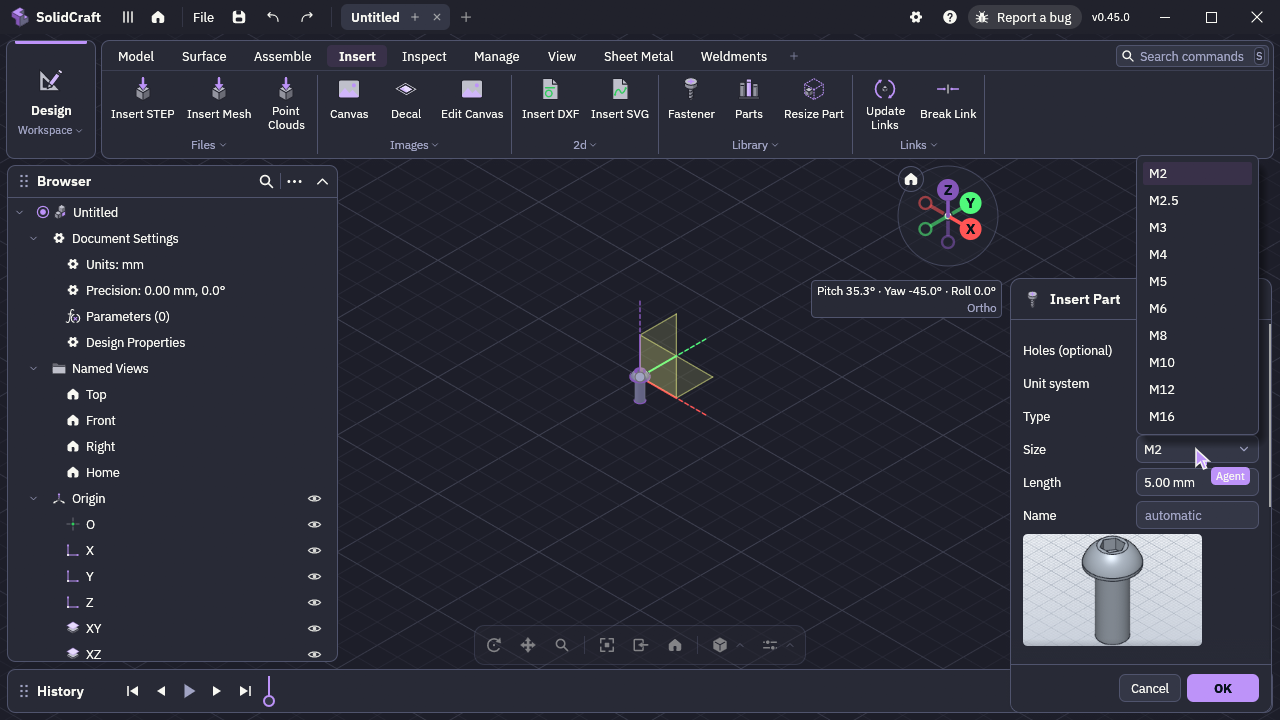 SolidCraft
File
Untitled
Report a bug
v0.45.0
Design
Workspace
Model Surface Assemble Insert Inspect Manage View Sheet Metal Weldments
Search commands S
Insert STEP
Insert Mesh
Point Clouds
Files
Canvas
Decal
Edit Canvas
Images
Insert DXF
Insert SVG
2d
Fastener
Parts
Resize Part
Library
Update Links
Break Link
Links
Browser
Untitled
Document Settings
Units: mm
Precision: 0.00 mm, 0.0°
Parameters (0)
Design Properties
Named Views
Top
Front
Right
Home
Origin
O
X
Y
Z
XY
XZ
Z
Y
X
Pitch 35.3° · Yaw -45.0° · Roll 0.0°
Ortho
Insert Part
Holes (optional)
Unit system
Type
Size M2
Length 5.00 mm
Name automatic
M2
M2.5
M3
M4
M5
M6
M8
M10
M12
M16
Agent
Cancel OK
History